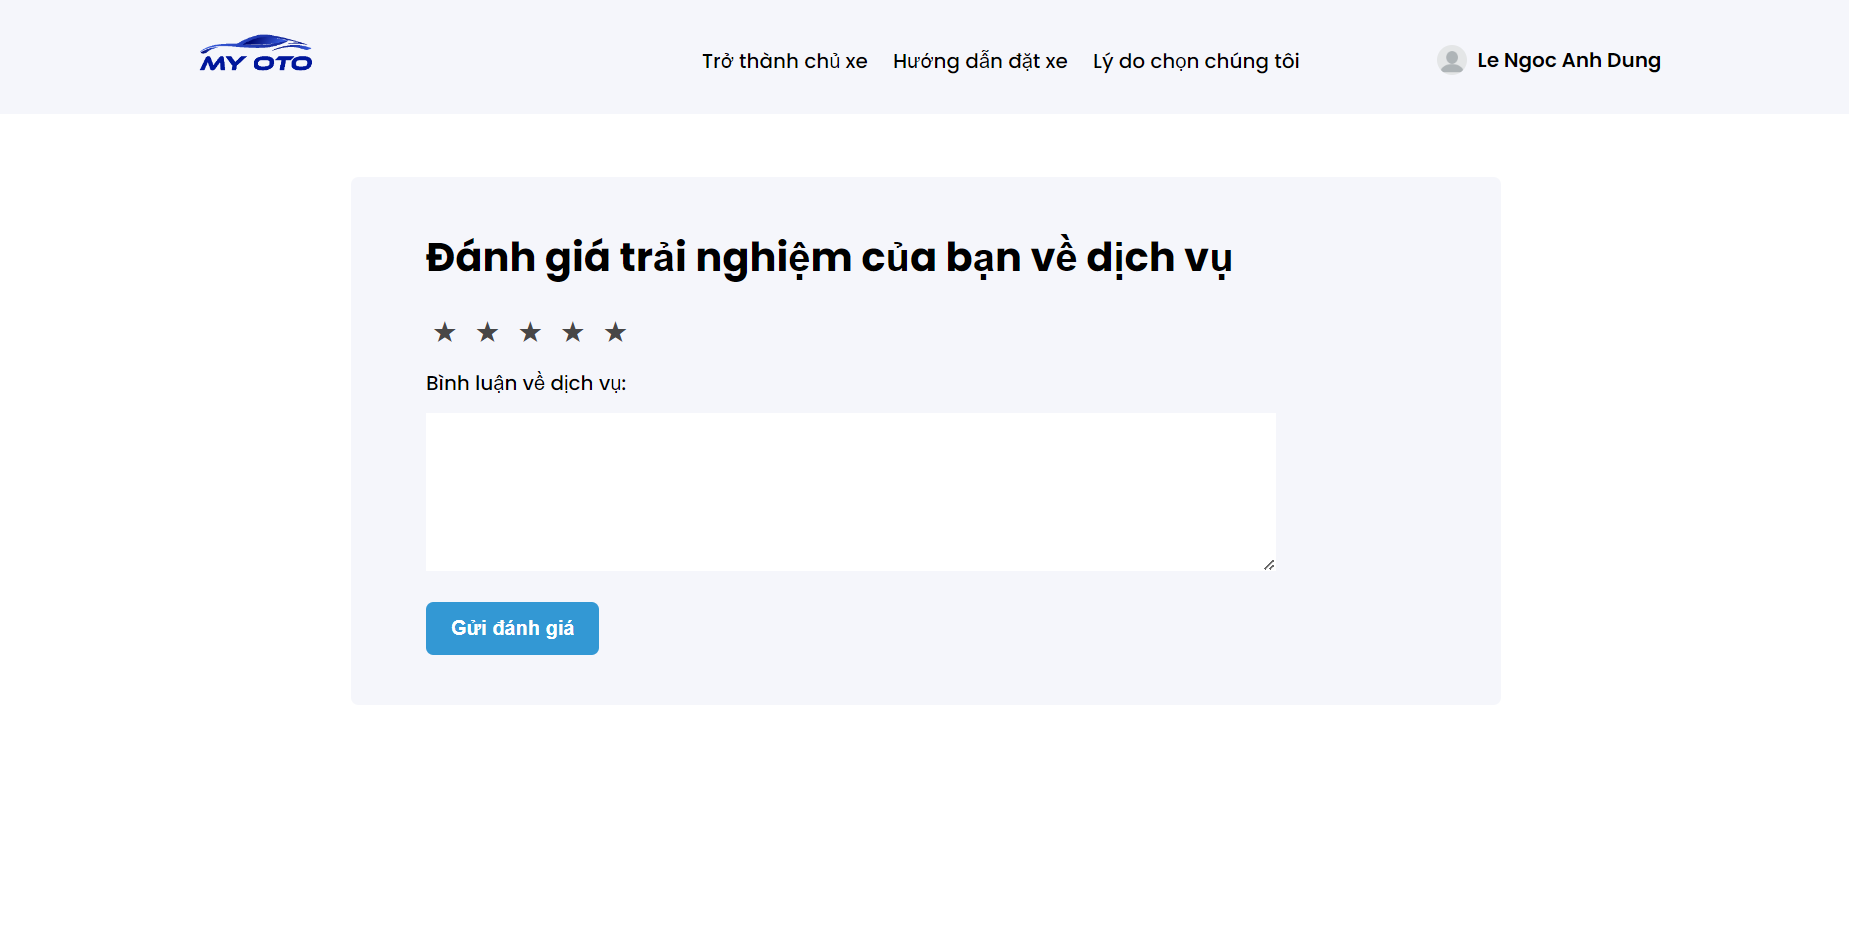 MY OTO
Trở thành chủ xe Hướng dẫn đặt xe Lý do chọn chúng tôi Le Ngoc Anh Dung
Đánh giá trải nghiệm của bạn về dịch vụ
★ ★ ★ ★ ★
Bình luận về dịch vụ:
Gửi đánh giá